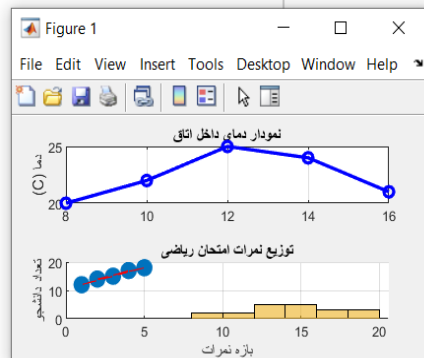 Figure 1
File Edit View Insert Tools Desktop Window Help
نمودار دمای داخل اتاق
دما (C)
25
20
8 10 12 14 16
توزیع نمرات امتحان ریاضی
تعداد دانشجو
20
10
0
0 5 10 15 20
بازه نمرات